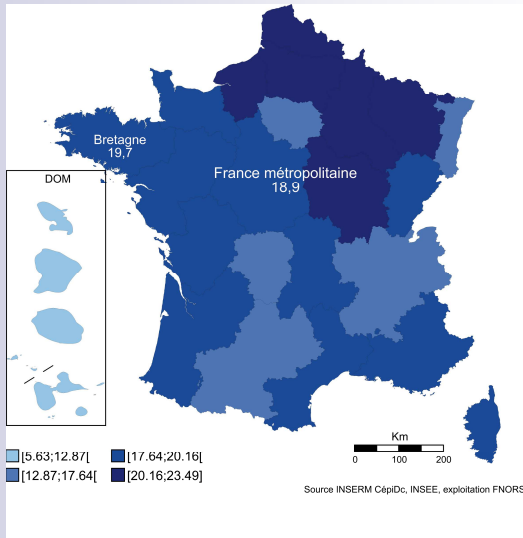 Bretagne
19,7
France métropolitaine
18,9
DOM
[5.63;12.87[
[17.64;20.16[
[12.87;17.64[
[20.16;23.49]
Km
0 100 200
Source INSERM CépiDc, INSEE, exploitation FNORS